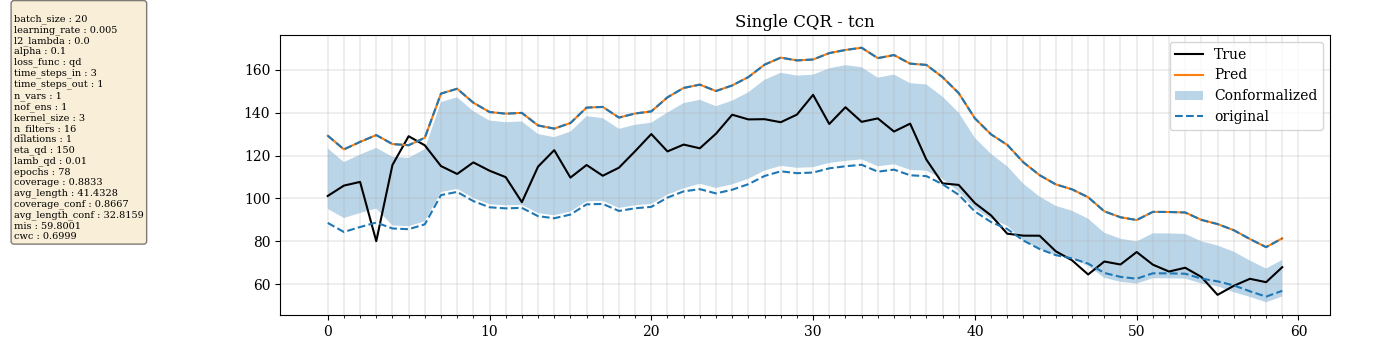 batch_size : 20
learning_rate : 0.005
l2_lambda : 0.0
alpha : 0.1
loss_func : qd
time_steps_in : 3
time_steps_out : 1
n_vars : 1
nof_ens : 1
kernel_size : 3
n_filters : 16
dilations : 1
eta_qd : 150
lamb_qd : 0.01
epochs : 78
coverage : 0.8833
avg_length : 41.4328
coverage_conf : 0.8667
avg_length_conf : 32.8159
mis : 59.8001
cwc : 0.6999
Single CQR - tcn
160
140
120
100
80
60
0 10 20 30 40 50 60
True
Pred
Conformalized
original